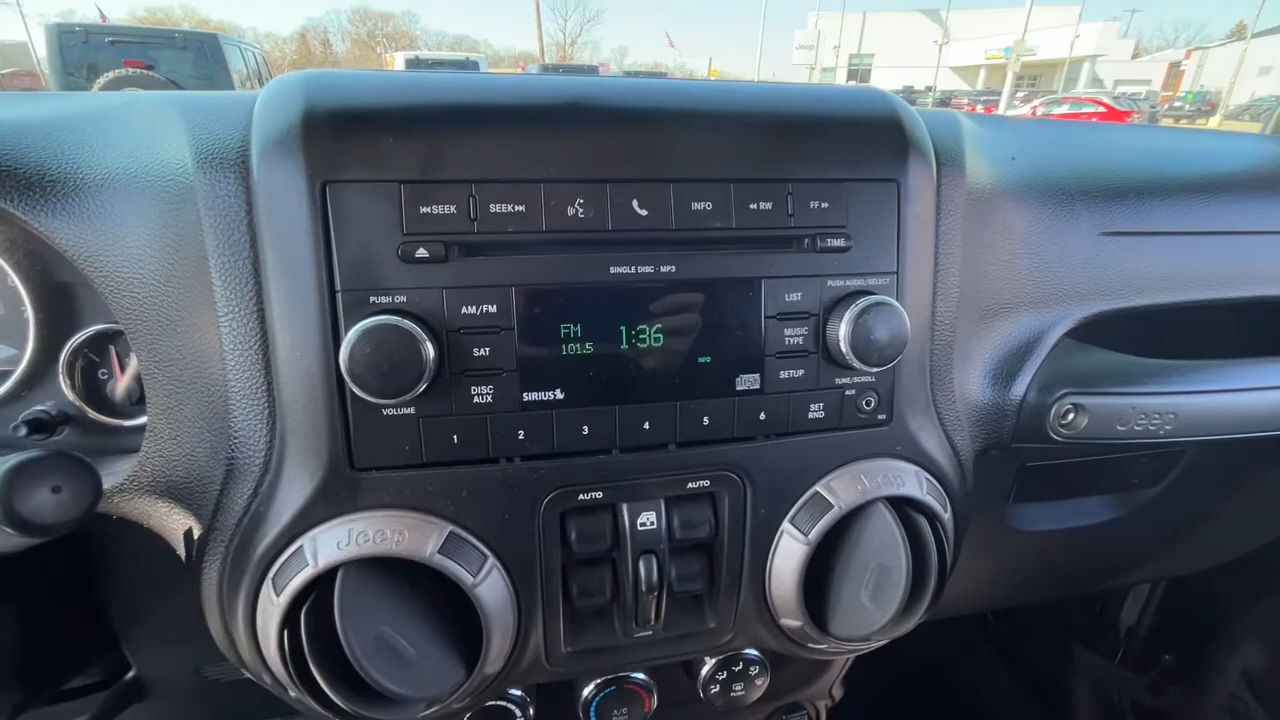 Jeep
SEEK
SEEK
INFO
RW
FF
TIME
SINGLE DISC · MP3
PUSH ON
PUSH AUDIO/SELECT
AM/FM
LIST
FM
101.5
1:36
SAT
MUSIC
TYPE
INFO
DISC
AUX
SETUP
SIRIUS
VOLUME
TUNE/SCROLL
AUX
1
2
3
4
5
6
SET
RND
C
Jeep
AUTO
AUTO
Jeep
Jeep
A/C
PUSH
PUSH